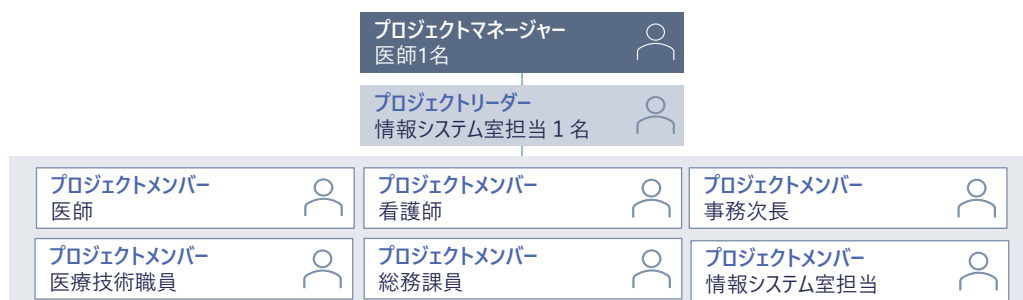 プロジェクトマネージャー
医師1名
プロジェクトリーダー
情報システム室担当１名
プロジェクトメンバー
医師
プロジェクトメンバー
看護師
プロジェクトメンバー
事務次長
プロジェクトメンバー
医療技術職員
プロジェクトメンバー
総務課員
プロジェクトメンバー
情報システム室担当